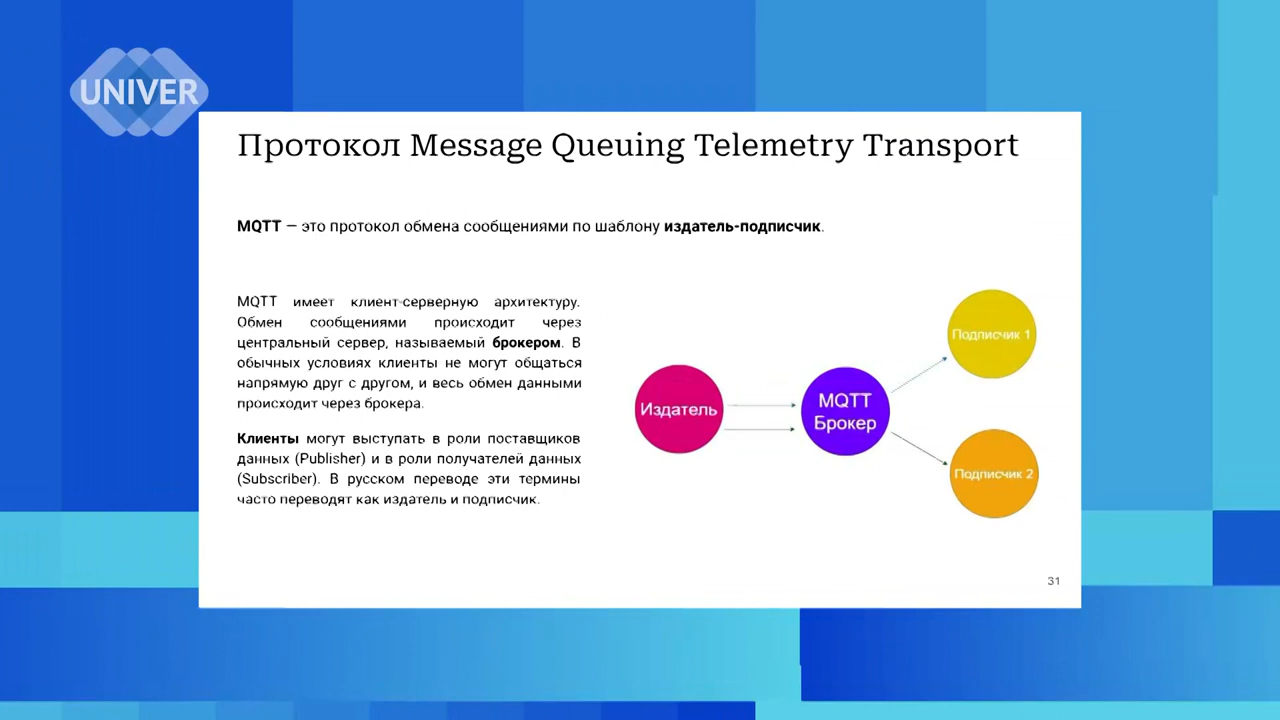 UNIVER
Протокол Message Queuing Telemetry Transport
MQTT — это протокол обмена сообщениями по шаблону издатель-подписчик.
MQTT имеет клиент-серверную архитектуру.
Обмен сообщениями происходит через
центральный сервер, называемый брокером. В
обычных условиях клиенты не могут общаться
напрямую друг с другом, и весь обмен данными
происходит через брокера.
Клиенты могут выступать в роли поставщиков
данных (Publisher) и в роли получателей данных
(Subscriber). В русском переводе эти термины
часто переводят как издатель и подписчик.
Издатель
MQTT
Брокер
Подписчик 1
Подписчик 2
31